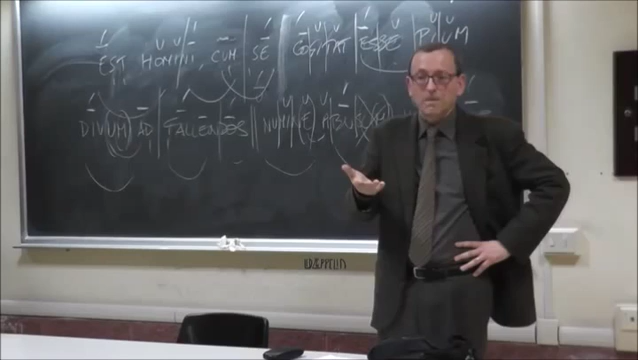 EST HOMINI, CUM SE COGITAT ESSE PIUM
DIVUM AD FALLENDOS || NUMINE ABUSUM